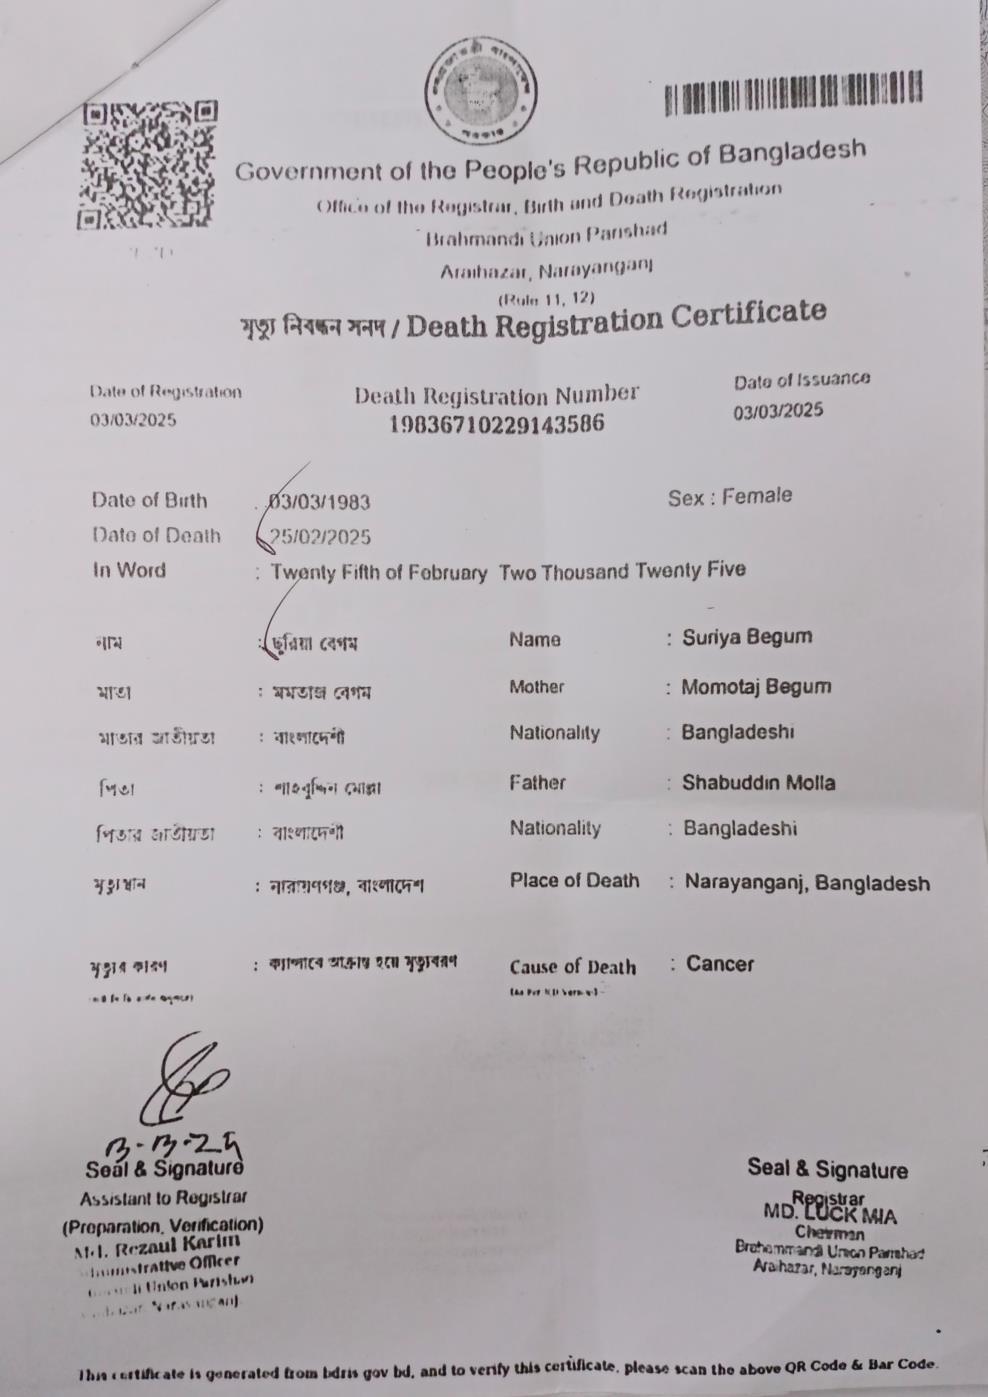 Government of the People's Republic of Bangladesh
Office of the Registrar, Birth and Death Registration
Brahmandi Union Parishad
Araihazar, Narayanganj
(Rule 11, 12)
মৃত্যু নিবন্ধন সনদ / Death Registration Certificate
Date of Registration
03/03/2025
Death Registration Number
19836710229143586
Date of Issuance
03/03/2025
Date of Birth : 03/03/1983 Sex : Female
Date of Death : 25/02/2025
In Word : Twenty Fifth of February Two Thousand Twenty Five
নাম : ছুরিয়া বেগম Name : Suriya Begum
মাতা : মমতাজ বেগম Mother : Momotaj Begum
মাতার জাতীয়তা : বাংলাদেশী Nationality : Bangladeshi
পিতা : শাহবুদ্দিন মোল্লা Father : Shabuddin Molla
পিতার জাতীয়তা : বাংলাদেশী Nationality : Bangladeshi
মৃত্যুস্থান : নারায়ণগঞ্জ, বাংলাদেশ Place of Death : Narayanganj, Bangladesh
মৃত্যুর কারণ : ক্যান্সারে আক্রান্ত হয়ে মৃত্যুবরণ Cause of Death : Cancer
3-3-25
Seal & Signature
Assistant to Registrar
(Preparation, Verification)
Md. Rezaul Karim
Administrative Officer
Union Parishad
Narayanganj
Seal & Signature
Registrar
MD. LUCK MIA
Cheirman
Brahammandi Union Parishad
Araihazar, Narayanganj
This certificate is generated from bdris gov bd, and to verify this certificate, please scan the above QR Code & Bar Code.